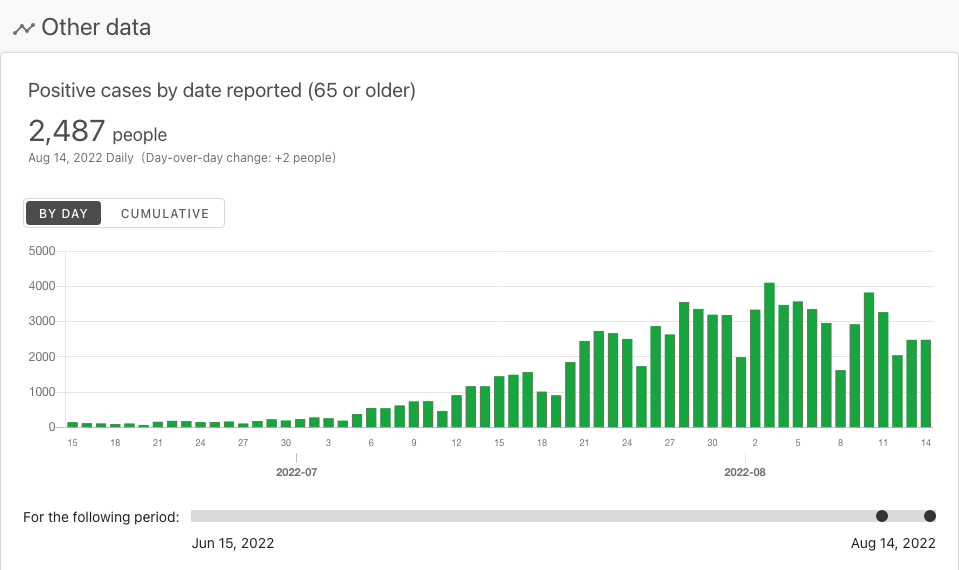 Other data
Positive cases by date reported (65 or older)
2,487 people
Aug 14, 2022 Daily (Day-over-day change: +2 people)
BY DAY CUMULATIVE
5000
4000
3000
2000
1000
0
15 18 21 24 27 30 3 6 9 12 15 18 21 24 27 30 2 5 8 11 14
2022-07 2022-08
For the following period:
Jun 15, 2022 Aug 14, 2022